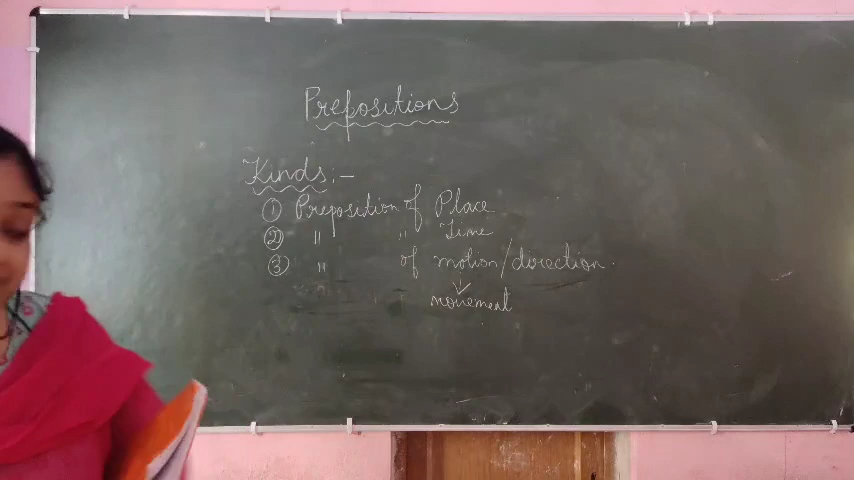 Prepositions
Kinds:-
① Preposition of Place
② " " Time
③ " of motion/direction.
movement